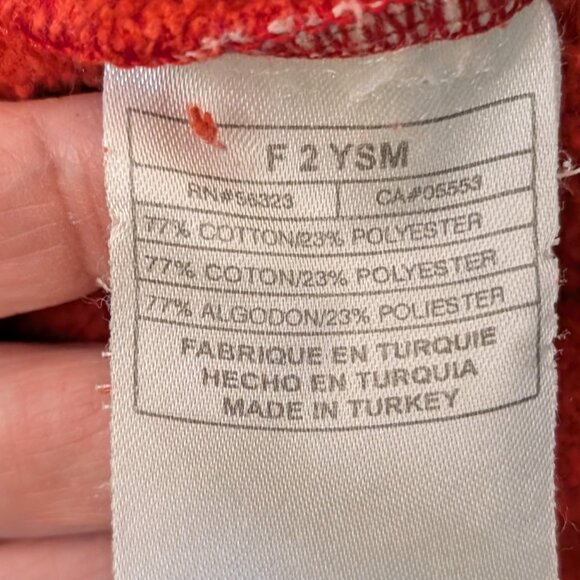 F 2 YSM
RN#56323 CA#05553
77% COTTON/23% POLYESTER
77% COTON/23% POLYESTER
77% ALGODON/23% POLIESTER
FABRIQUE EN TURQUIE
HECHO EN TURQUIA
MADE IN TURKEY